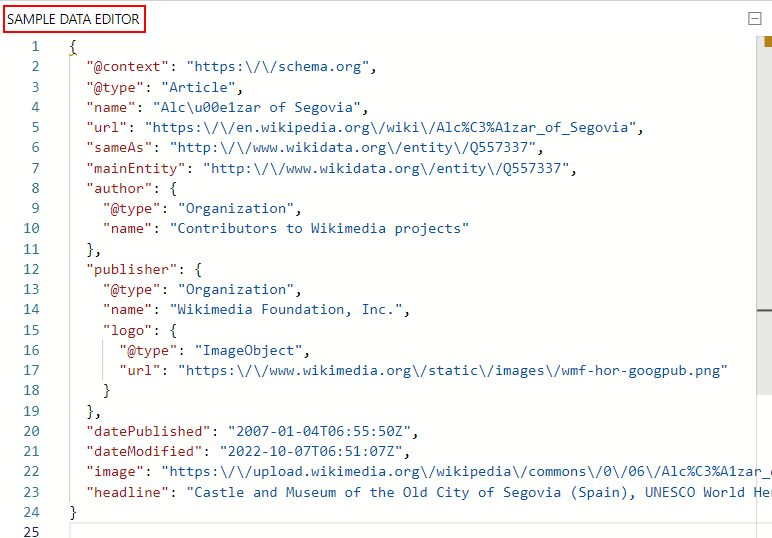 SAMPLE DATA EDITOR
1 {
2 "@context": "https:\/\/schema.org",
3 "@type": "Article",
4 "name": "Alc\u00e1zar of Segovia",
5 "url": "https:\/\/en.wikipedia.org\/wiki\/Alc%C3%A1zar_of_Segovia",
6 "sameAs": "http:\/\/www.wikidata.org\/entity\/Q557337",
7 "mainEntity": "http:\/\/www.wikidata.org\/entity\/Q557337",
8 "author": {
9 "@type": "Organization",
10 "name": "Contributors to Wikimedia projects"
11 },
12 "publisher": {
13 "@type": "Organization",
14 "name": "Wikimedia Foundation, Inc.",
15 "logo": {
16 "@type": "ImageObject",
17 "url": "https:\/\/www.wikimedia.org\/static\/images\/wmf-hor-googpub.png"
18 }
19 },
20 "datePublished": "2007-01-04T06:55:50Z",
21 "dateModified": "2022-10-07T06:51:07Z",
22 "image": "https:\/\/upload.wikimedia.org\/wikipedia\/commons\/0\/06\/Alc%C3%A1zar_
23 "headline": "Castle and Museum of the Old City of Segovia (Spain), UNESCO World
24 }
25